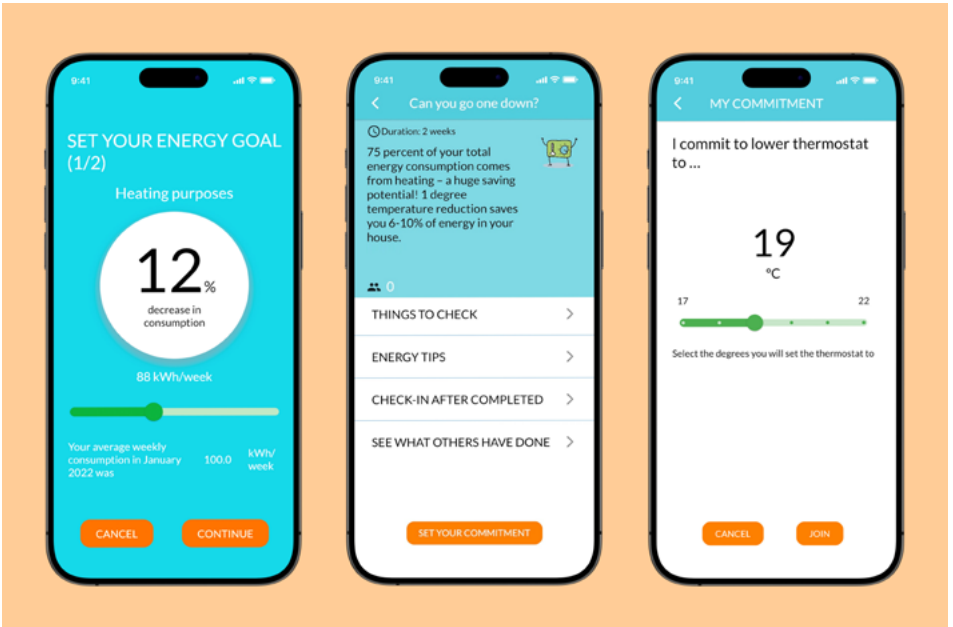 9:41
SET YOUR ENERGY GOAL
(1/2)
Heating purposes
12%
decrease in
consumption
88 kWh/week
Your average weekly
consumption in January
2022 was
100.0
kWh/
week
CANCEL
CONTINUE
9:41
Can you go one down?
Duration: 2 weeks
75 percent of your total
energy consumption comes
from heating – a huge saving
potential! 1 degree
temperature reduction saves
you 6-10% of energy in your
house.
0
THINGS TO CHECK
ENERGY TIPS
CHECK-IN AFTER COMPLETED
SEE WHAT OTHERS HAVE DONE
SET YOUR COMMITMENT
9:41
MY COMMITMENT
I commit to lower thermostat
to ...
19
°C
17
22
Select the degrees you will set the thermostat to
CANCEL
JOIN